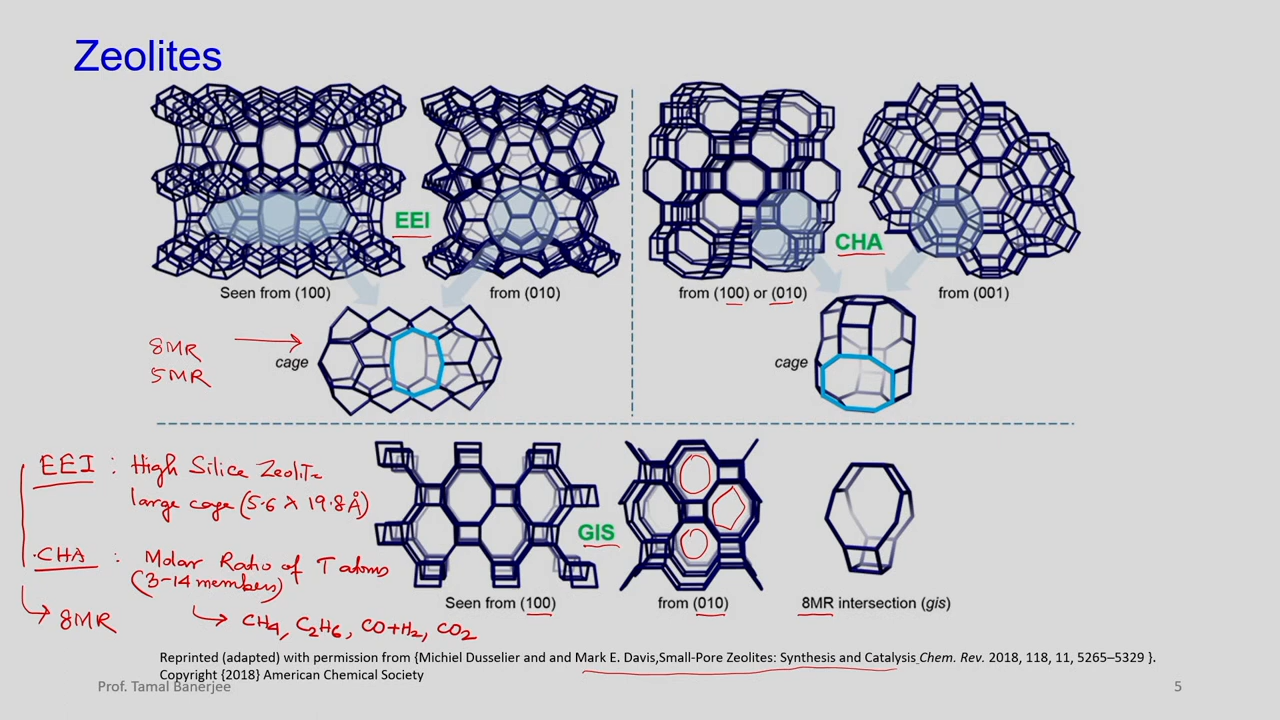 Zeolites
EEI
CHA
Seen from (100)
from (010)
from (100) or (010)
from (001)
8MR
5MR
cage
cage
EEI : High Silice Zeolite
large cage (5.6 x 19.8 Å)
GIS
CHA : Molar Ratio of T atoms
(3-14 members)
8MR
CH4, C2H6, CO+H2, CO2
Seen from (100)
from (010)
8MR intersection (gis)
Reprinted (adapted) with permission from {Michiel Dusselier and and Mark E. Davis,Small-Pore Zeolites: Synthesis and Catalysis Chem. Rev. 2018, 118, 11, 5265–5329 }.
Copyright {2018} American Chemical Society
Prof. Tamal Banerjee
5